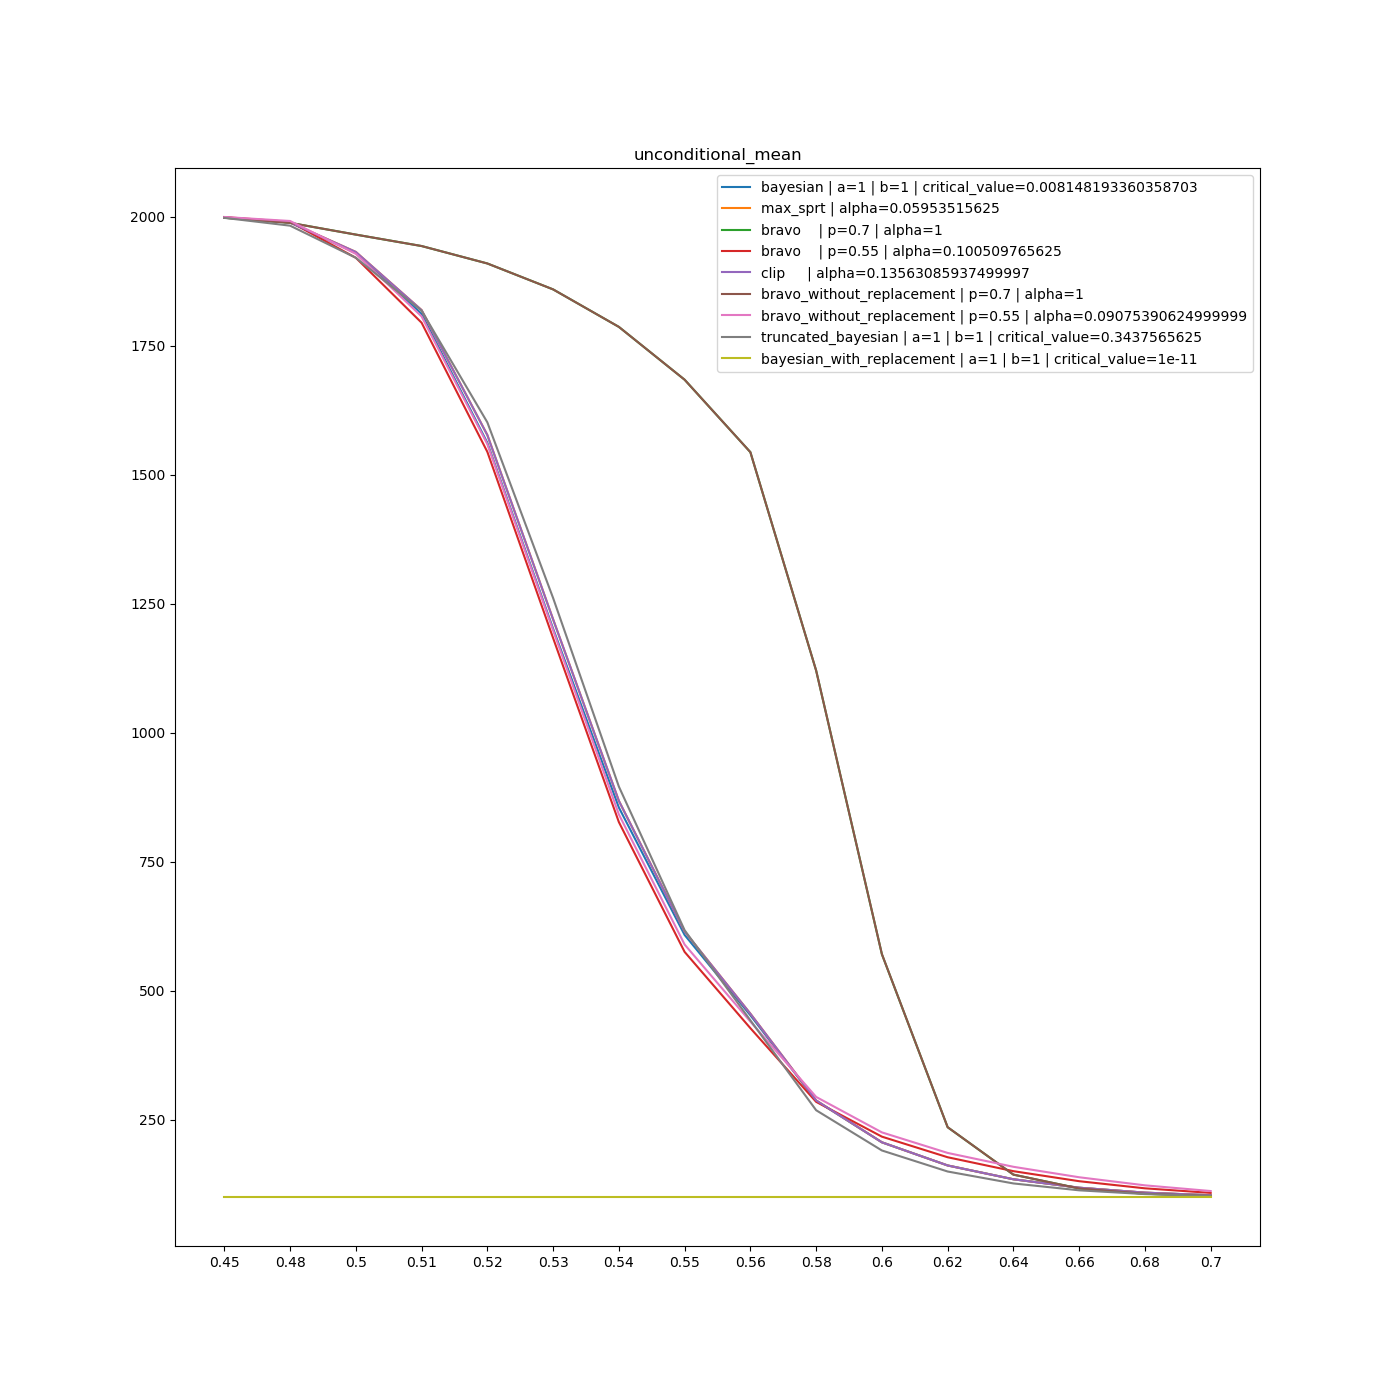 unconditional_mean
bayesian | a=1 | b=1 | critical_value=0.008148193360358703
max_sprt | alpha=0.05953515625
bravo    | p=0.7 | alpha=1
bravo    | p=0.55 | alpha=0.100509765625
clip     | alpha=0.13563085937499997
bravo_without_replacement | p=0.7 | alpha=1
bravo_without_replacement | p=0.55 | alpha=0.09075390624999999
truncated_bayesian | a=1 | b=1 | critical_value=0.3437565625
bayesian_with_replacement | a=1 | b=1 | critical_value=1e-11
2000
1750
1500
1250
1000
750
500
250
0.45 0.48 0.5 0.51 0.52 0.53 0.54 0.55 0.56 0.58 0.6 0.62 0.64 0.66 0.68 0.7